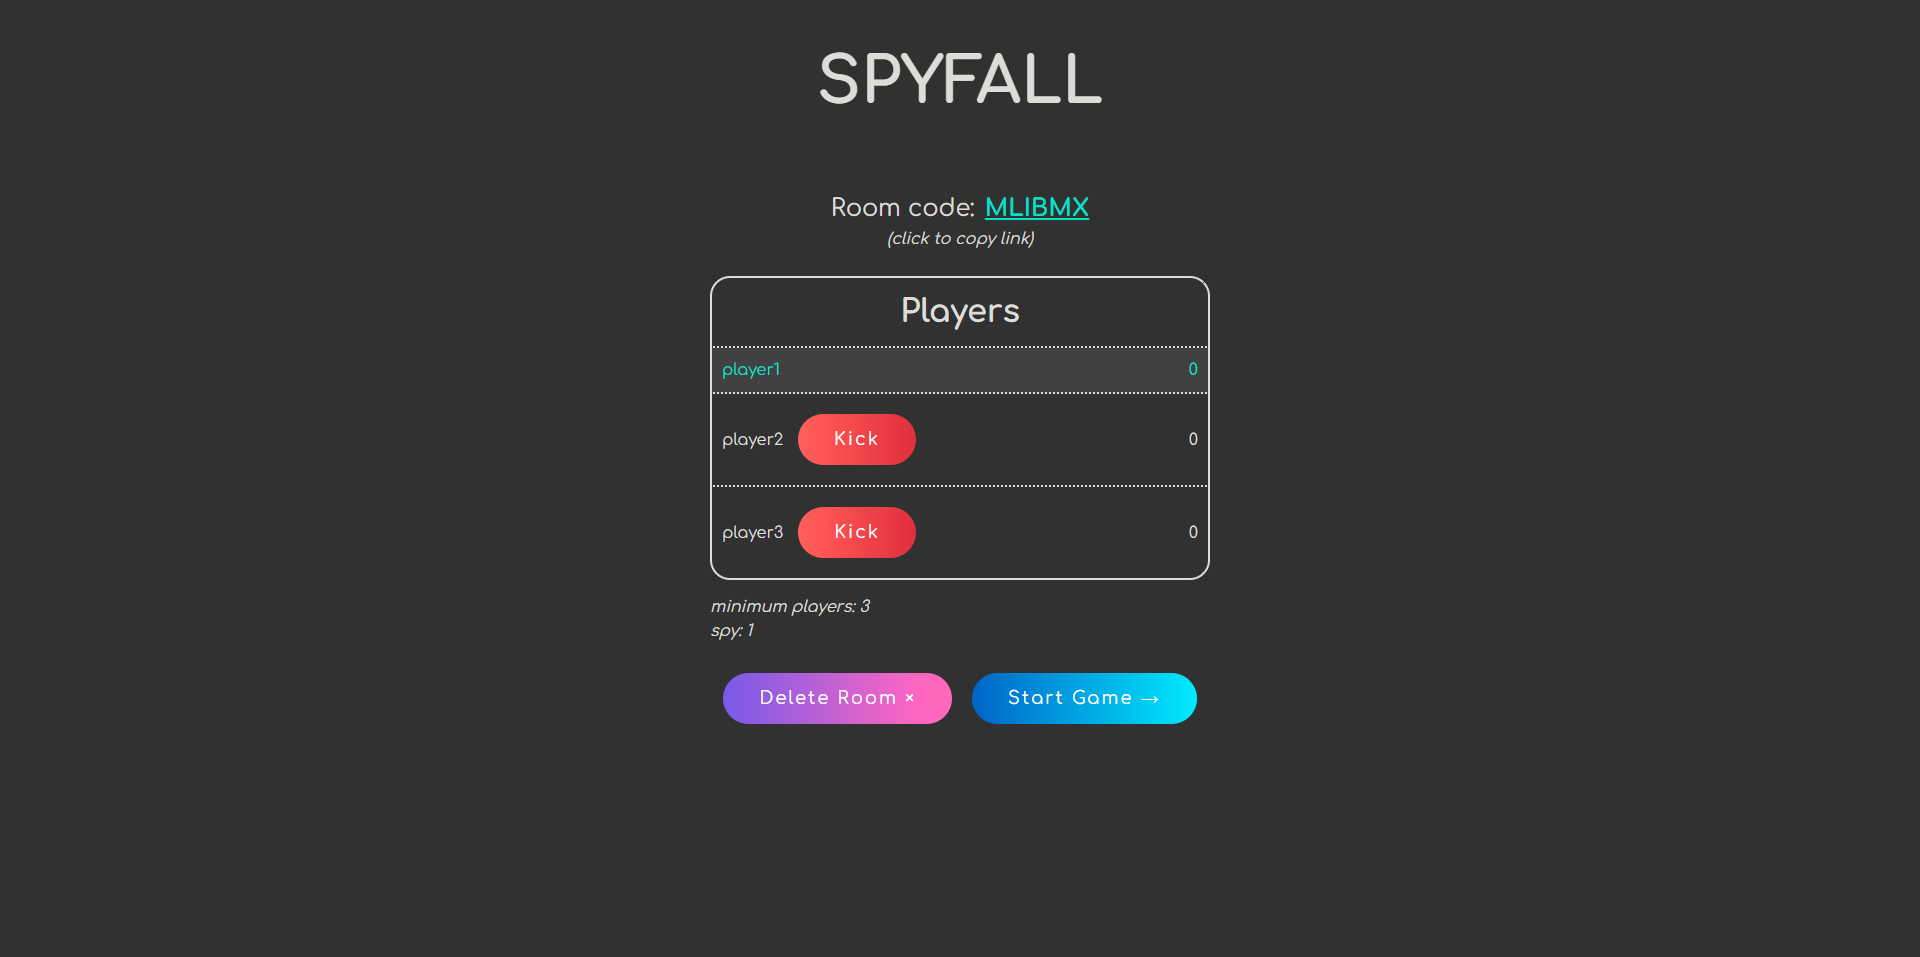 SPYFALL
Room code: MLIBMX
(click to copy link)
Players
player1 0
player2 Kick 0
player3 Kick 0
minimum players: 3
spy: 1
Delete Room × Start Game →